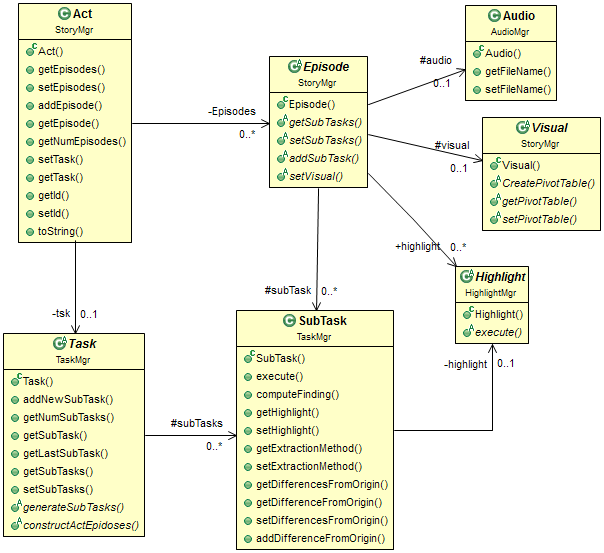 Act
StoryMgr
Act()
getEpisodes()
setEpisodes()
addEpisode()
getEpisode()
getNumEpisodes()
setTask()
getTask()
getId()
setId()
toString()
-Episodes
0..*
Episode
StoryMgr
Episode()
getSubTasks()
setSubTasks()
addSubTask()
setVisual()
#audio
0..1
Audio
AudioMgr
Audio()
getFileName()
setFileName()
#visual
0..1
Visual
StoryMgr
Visual()
CreatePivotTable()
getPivotTable()
setPivotTable()
+highlight
0..*
Highlight
HighlightMgr
Highlight()
execute()
-tsk
0..1
#subTask
0..*
Task
TaskMgr
Task()
addNewSubTask()
getNumSubTasks()
getSubTask()
getLastSubTask()
getSubTasks()
setSubTasks()
generateSubTasks()
constructActEpidoses()
#subTasks
0..*
SubTask
TaskMgr
SubTask()
execute()
computeFinding()
getHighlight()
setHighlight()
getExtractionMethod()
setExtractionMethod()
getDifferencesFromOrigin()
getDifferenceFromOrigin()
setDifferencesFromOrigin()
addDifferenceFromOrigin()
-highlight
0..1